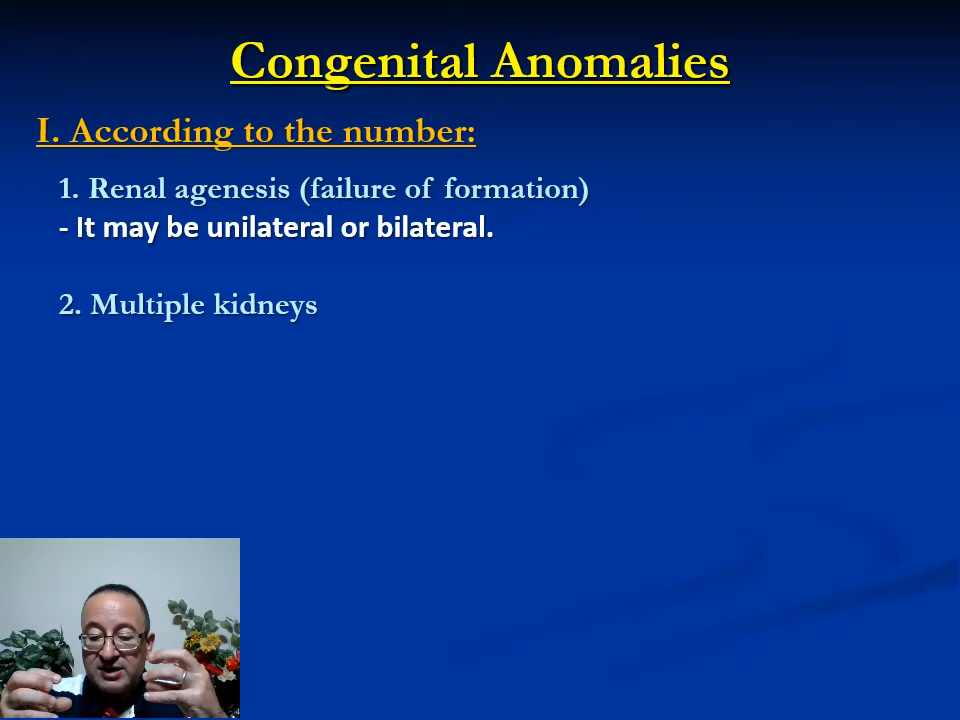 Congenital Anomalies
I. According to the number:
1. Renal agenesis (failure of formation)
- It may be unilateral or bilateral.
2. Multiple kidneys